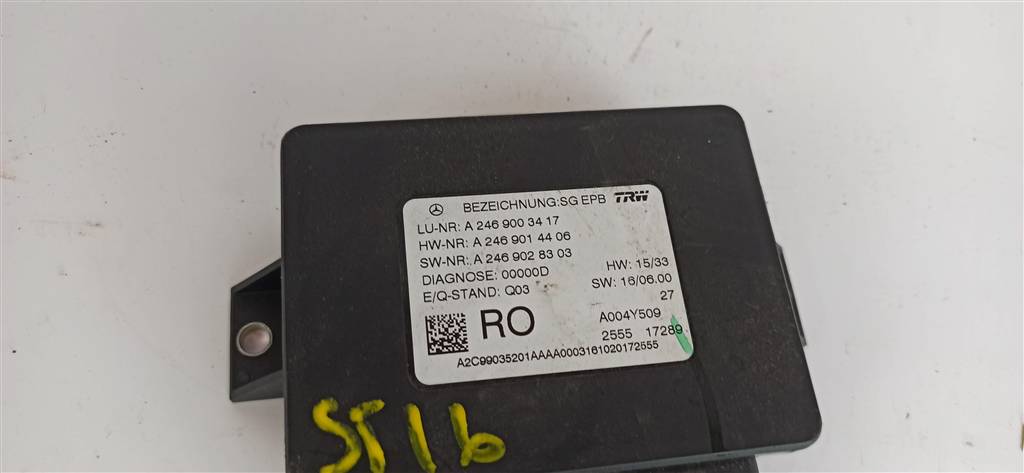 BEZEICHNUNG:SG EPB TRW
LU-NR: A 246 900 34 17
HW-NR: A 246 901 44 06
SW-NR: A 246 902 83 03
DIAGNOSE: 00000D
HW: 15/33
E/Q-STAND: Q03
SW: 16/06.00
27
RO
A004Y509
2555 17289
A2C99035201AAAA0003161020172555
5516